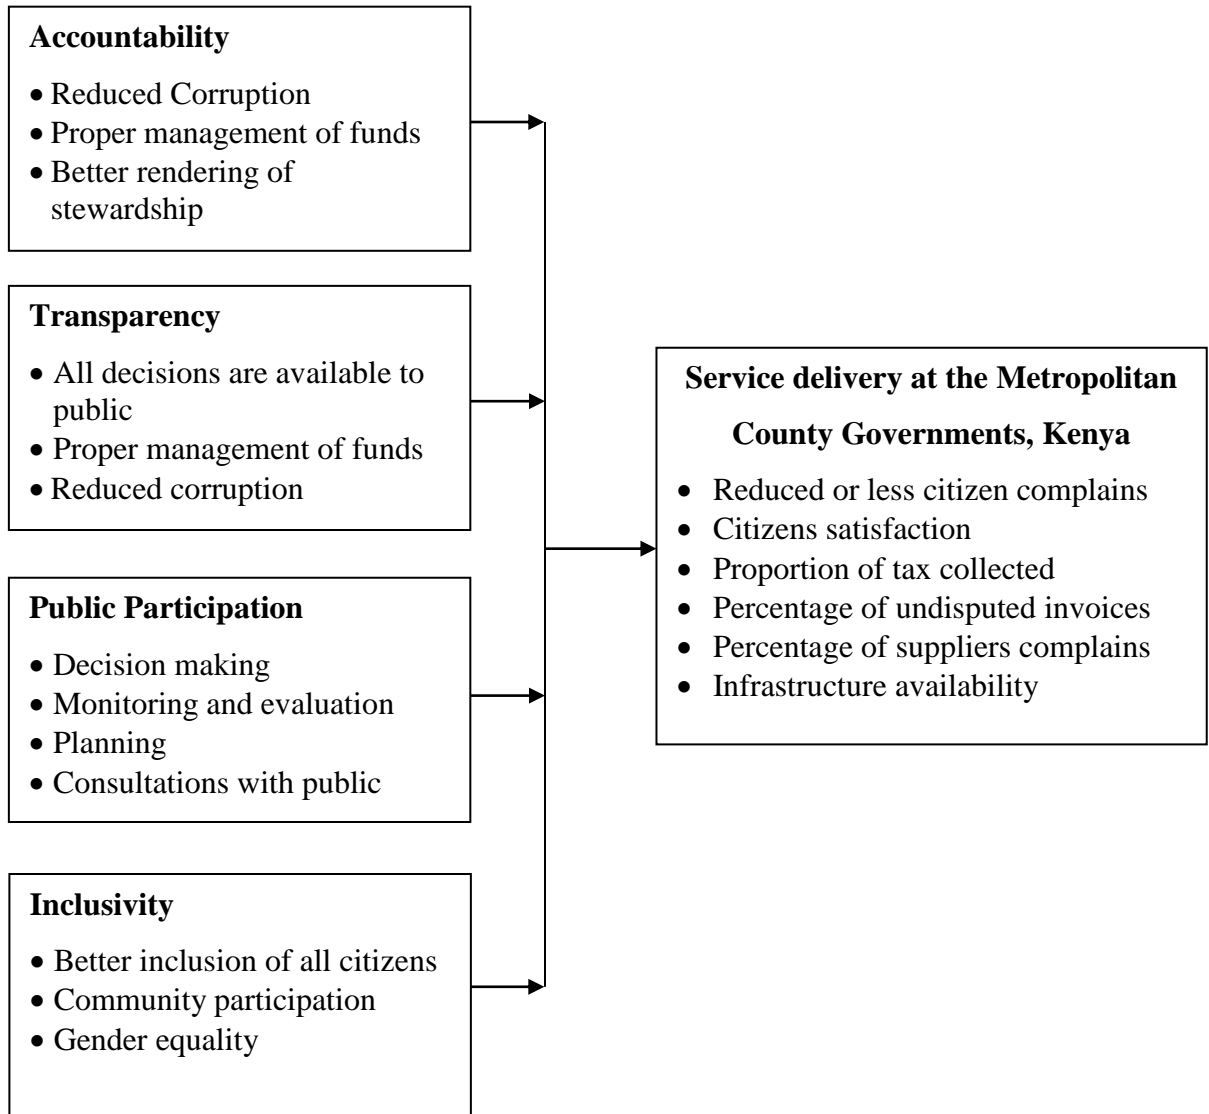 Accountability
• Reduced Corruption
• Proper management of funds
• Better rendering of
stewardship
Transparency
• All decisions are available to
public
• Proper management of funds
• Reduced corruption
Public Participation
• Decision making
• Monitoring and evaluation
• Planning
• Consultations with public
Inclusivity
• Better inclusion of all citizens
• Community participation
• Gender equality
Service delivery at the Metropolitan
County Governments, Kenya
• Reduced or less citizen complains
• Citizens satisfaction
• Proportion of tax collected
• Percentage of undisputed invoices
• Percentage of suppliers complains
• Infrastructure availability